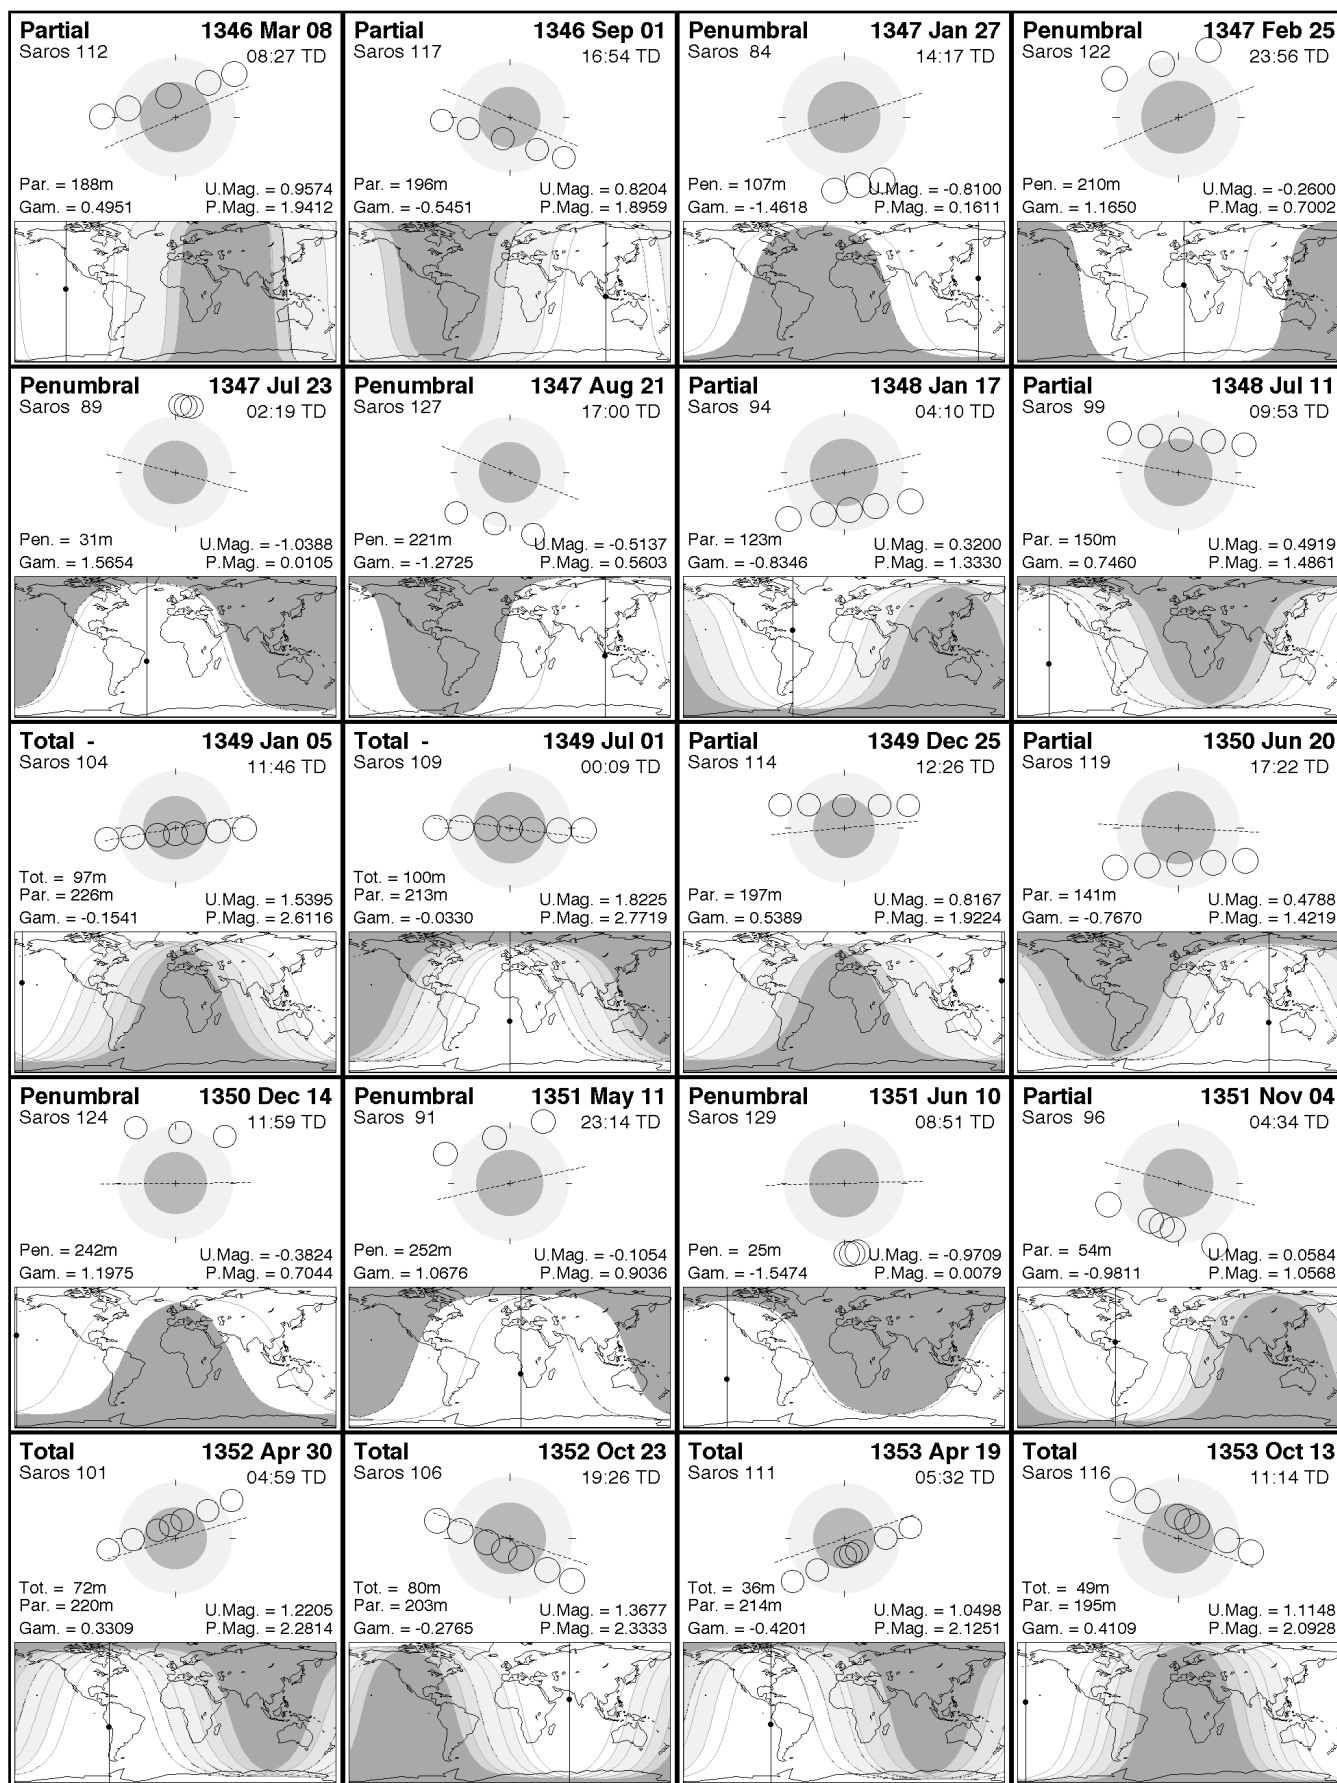 Partial 1346 Mar 08
Saros 112 08:27 TD
Par. = 188m U.Mag. = 0.9574
Gam. = 0.4951 P.Mag. = 1.9412
Partial 1346 Sep 01
Saros 117 16:54 TD
Par. = 196m U.Mag. = 0.8204
Gam. = -0.5451 P.Mag. = 1.8959
Penumbral 1347 Jan 27
Saros 84 14:17 TD
Pen. = 107m U.Mag. = -0.8100
Gam. = -1.4618 P.Mag. = 0.1611
Penumbral 1347 Feb 25
Saros 122 23:56 TD
Pen. = 210m U.Mag. = -0.2600
Gam. = 1.1650 P.Mag. = 0.7002
Penumbral 1347 Jul 23
Saros 89 02:19 TD
Pen. = 31m U.Mag. = -1.0388
Gam. = 1.5654 P.Mag. = 0.0105
Penumbral 1347 Aug 21
Saros 127 17:00 TD
Pen. = 221m U.Mag. = -0.5137
Gam. = -1.2725 P.Mag. = 0.5603
Partial 1348 Jan 17
Saros 94 04:10 TD
Par. = 123m U.Mag. = 0.3200
Gam. = -0.8346 P.Mag. = 1.3330
Partial 1348 Jul 11
Saros 99 09:53 TD
Par. = 150m U.Mag. = 0.4919
Gam. = 0.7460 P.Mag. = 1.4861
Total - 1349 Jan 05
Saros 104 11:46 TD
Tot. = 97m
Par. = 226m U.Mag. = 1.5395
Gam. = -0.1541 P.Mag. = 2.6116
Total - 1349 Jul 01
Saros 109 00:09 TD
Tot. = 100m
Par. = 213m U.Mag. = 1.8225
Gam. = -0.0330 P.Mag. = 2.7719
Partial 1349 Dec 25
Saros 114 12:26 TD
Par. = 197m U.Mag. = 0.8167
Gam. = 0.5389 P.Mag. = 1.9224
Partial 1350 Jun 20
Saros 119 17:22 TD
Par. = 141m U.Mag. = 0.4788
Gam. = -0.7670 P.Mag. = 1.4219
Penumbral 1350 Dec 14
Saros 124 11:59 TD
Pen. = 242m U.Mag. = -0.3824
Gam. = 1.1975 P.Mag. = 0.7044
Penumbral 1351 May 11
Saros 91 23:14 TD
Pen. = 252m U.Mag. = -0.1054
Gam. = 1.0676 P.Mag. = 0.9036
Penumbral 1351 Jun 10
Saros 129 08:51 TD
Pen. = 25m U.Mag. = -0.9709
Gam. = -1.5474 P.Mag. = 0.0079
Partial 1351 Nov 04
Saros 96 04:34 TD
Par. = 54m U.Mag. = 0.0584
Gam. = -0.9811 P.Mag. = 1.0568
Total 1352 Apr 30
Saros 101 04:59 TD
Tot. = 72m
Par. = 220m U.Mag. = 1.2205
Gam. = 0.3309 P.Mag. = 2.2814
Total 1352 Oct 23
Saros 106 19:26 TD
Tot. = 80m
Par. = 203m U.Mag. = 1.3677
Gam. = -0.2765 P.Mag. = 2.3333
Total 1353 Apr 19
Saros 111 05:32 TD
Tot. = 36m
Par. = 214m U.Mag. = 1.0498
Gam. = -0.4201 P.Mag. = 2.1251
Total 1353 Oct 13
Saros 116 11:14 TD
Tot. = 49m
Par. = 195m U.Mag. = 1.1148
Gam. = 0.4109 P.Mag. = 2.0928